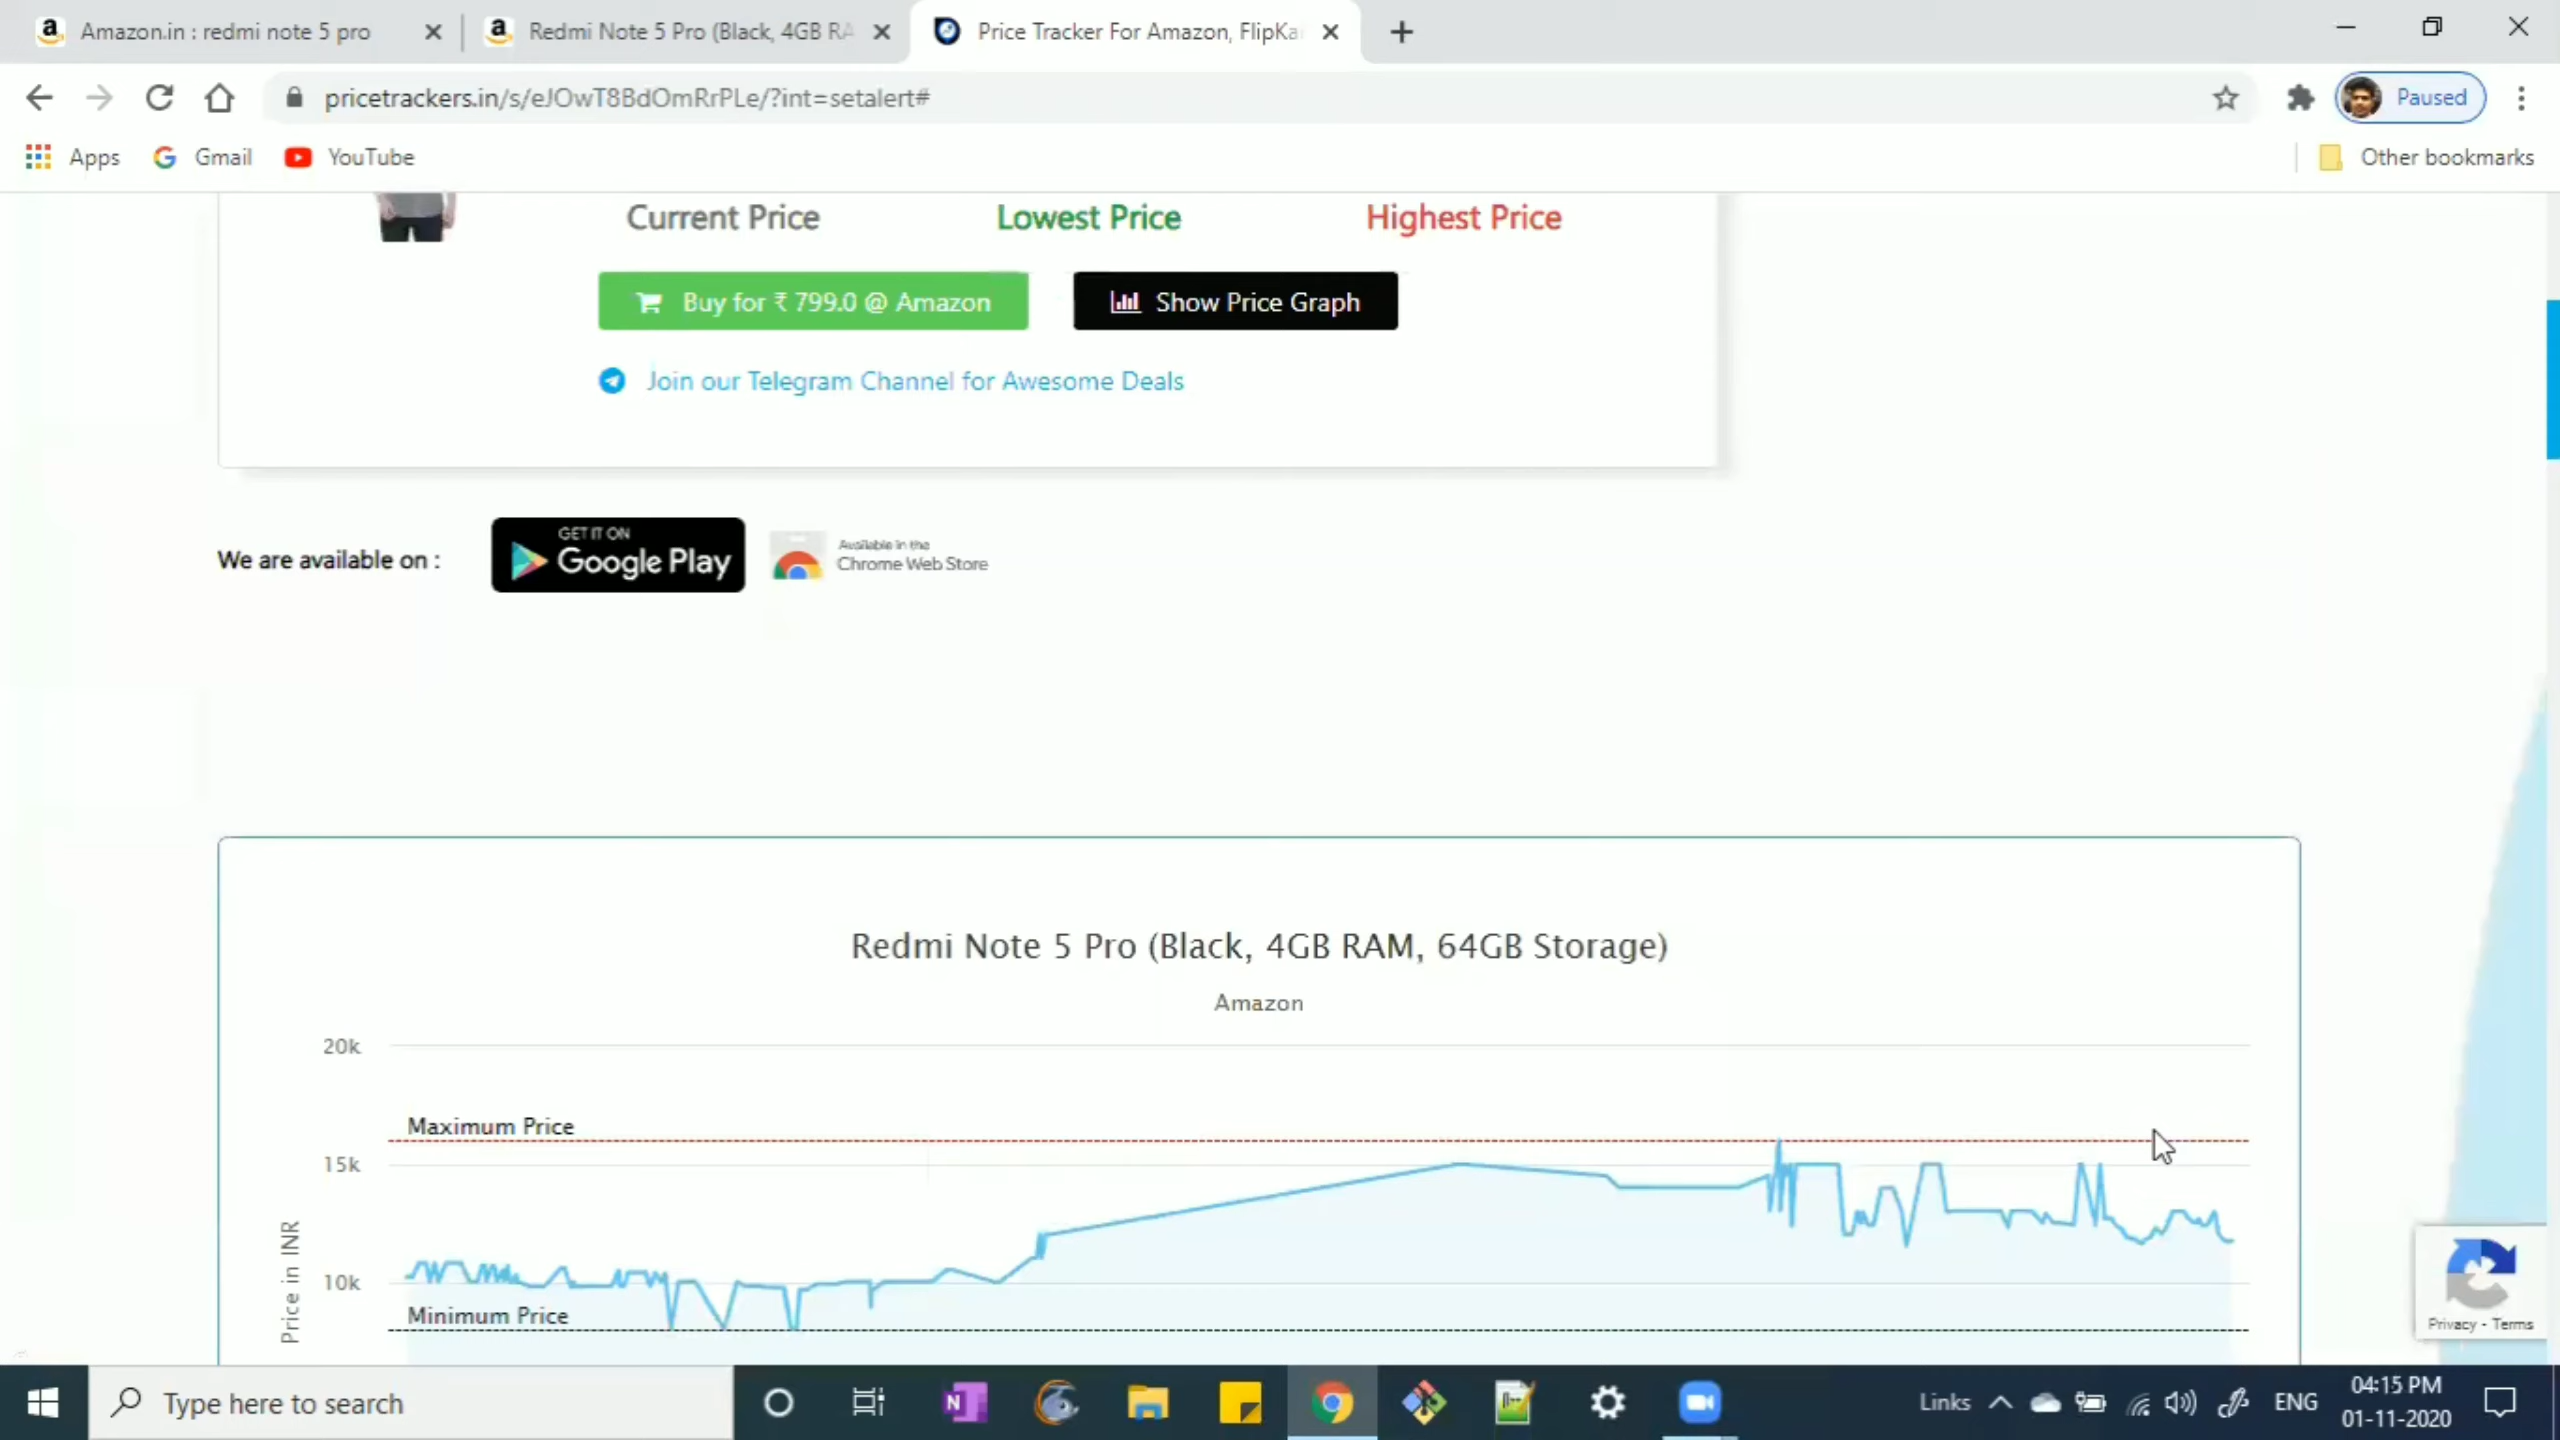 Amazon.in : redmi note 5 pro
Redmi Note 5 Pro (Black, 4GB RA
Price Tracker For Amazon, FlipKa
pricetrackers.in/s/eJOwT8BdOmRrPLe/?int=setalert#
Paused
Apps
Gmail
YouTube
Other bookmarks
Current Price
Lowest Price
Highest Price
Buy for ₹ 799.0 @ Amazon
Show Price Graph
Join our Telegram Channel for Awesome Deals
We are available on :
GET IT ON
Google Play
Available in the
Chrome Web Store
Redmi Note 5 Pro (Black, 4GB RAM, 64GB Storage)
Amazon
20k
Maximum Price
15k
Price in INR
10k
Minimum Price
Privacy - Terms
Type here to search
Links
ENG
04:15 PM
01-11-2020